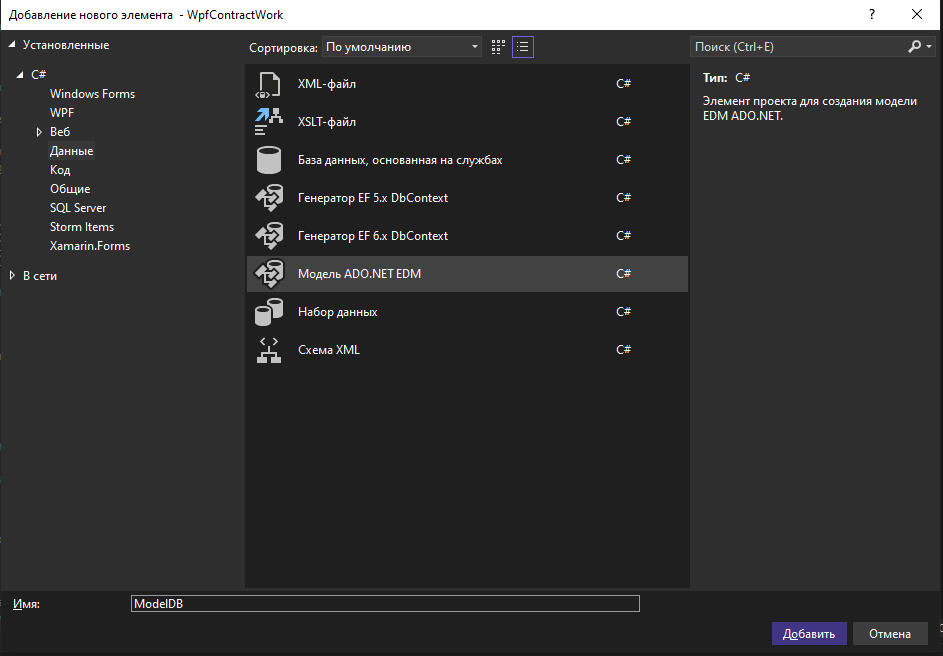 Добавление нового элемента - WpfContractWork
?
Установленные
C#
Windows Forms
WPF
Веб
Данные
Код
Общие
SQL Server
Storm Items
Xamarin.Forms
В сети
Сортировка: По умолчанию
XML-файл C#
XSLT-файл C#
База данных, основанная на службах C#
Генератор EF 5.x DbContext C#
Генератор EF 6.x DbContext C#
Модель ADO.NET EDM C#
Набор данных C#
Схема XML C#
Поиск (Ctrl+E)
Тип: C#
Элемент проекта для создания модели
EDM ADO.NET.
Имя: ModelDB
Добавить Отмена